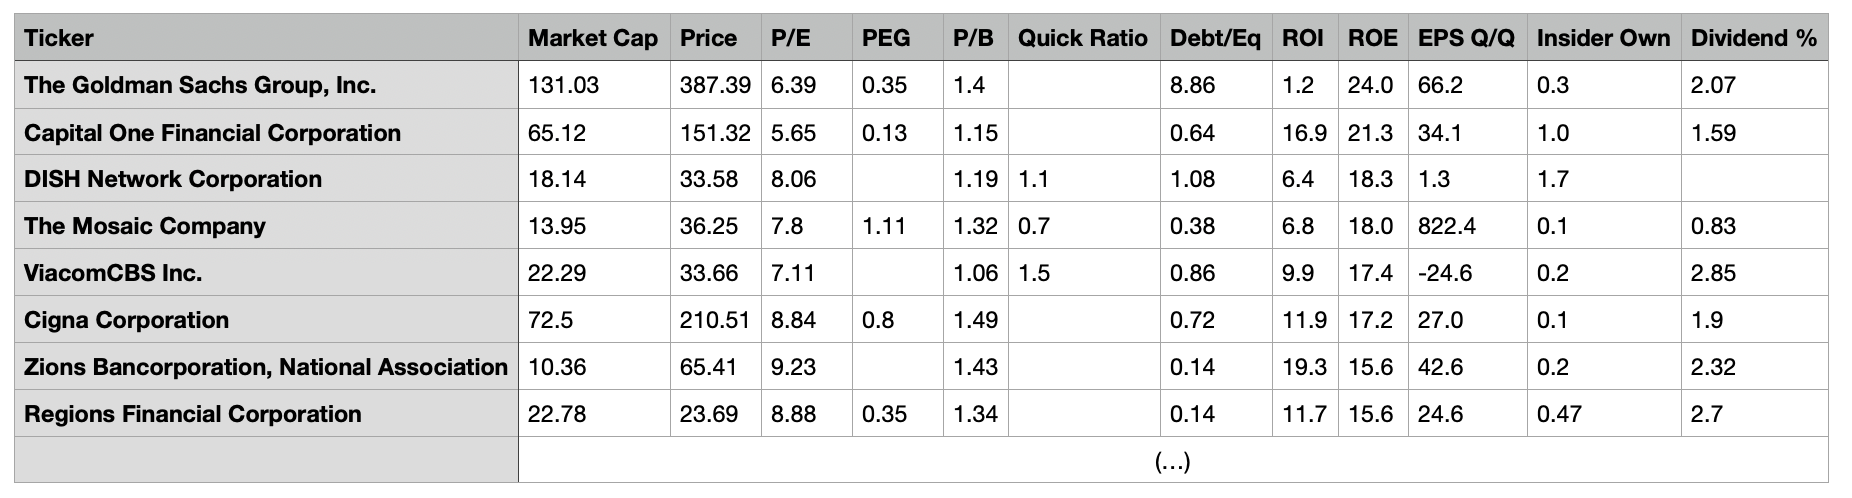 Ticker Market Cap Price P/E PEG P/B Quick Ratio Debt/Eq ROI ROE EPS Q/Q Insider Own Dividend %
The Goldman Sachs Group, Inc. 131.03 387.39 6.39 0.35 1.4 8.86 1.2 24.0 66.2 0.3 2.07
Capital One Financial Corporation 65.12 151.32 5.65 0.13 1.15 0.64 16.9 21.3 34.1 1.0 1.59
DISH Network Corporation 18.14 33.58 8.06 1.19 1.1 1.08 6.4 18.3 1.3 1.7
The Mosaic Company 13.95 36.25 7.8 1.11 1.32 0.7 0.38 6.8 18.0 822.4 0.1 0.83
ViacomCBS Inc. 22.29 33.66 7.11 1.06 1.5 0.86 9.9 17.4 -24.6 0.2 2.85
Cigna Corporation 72.5 210.51 8.84 0.8 1.49 0.72 11.9 17.2 27.0 0.1 1.9
Zions Bancorporation, National Association 10.36 65.41 9.23 1.43 0.14 19.3 15.6 42.6 0.2 2.32
Regions Financial Corporation 22.78 23.69 8.88 0.35 1.34 0.14 11.7 15.6 24.6 0.47 2.7
(...)